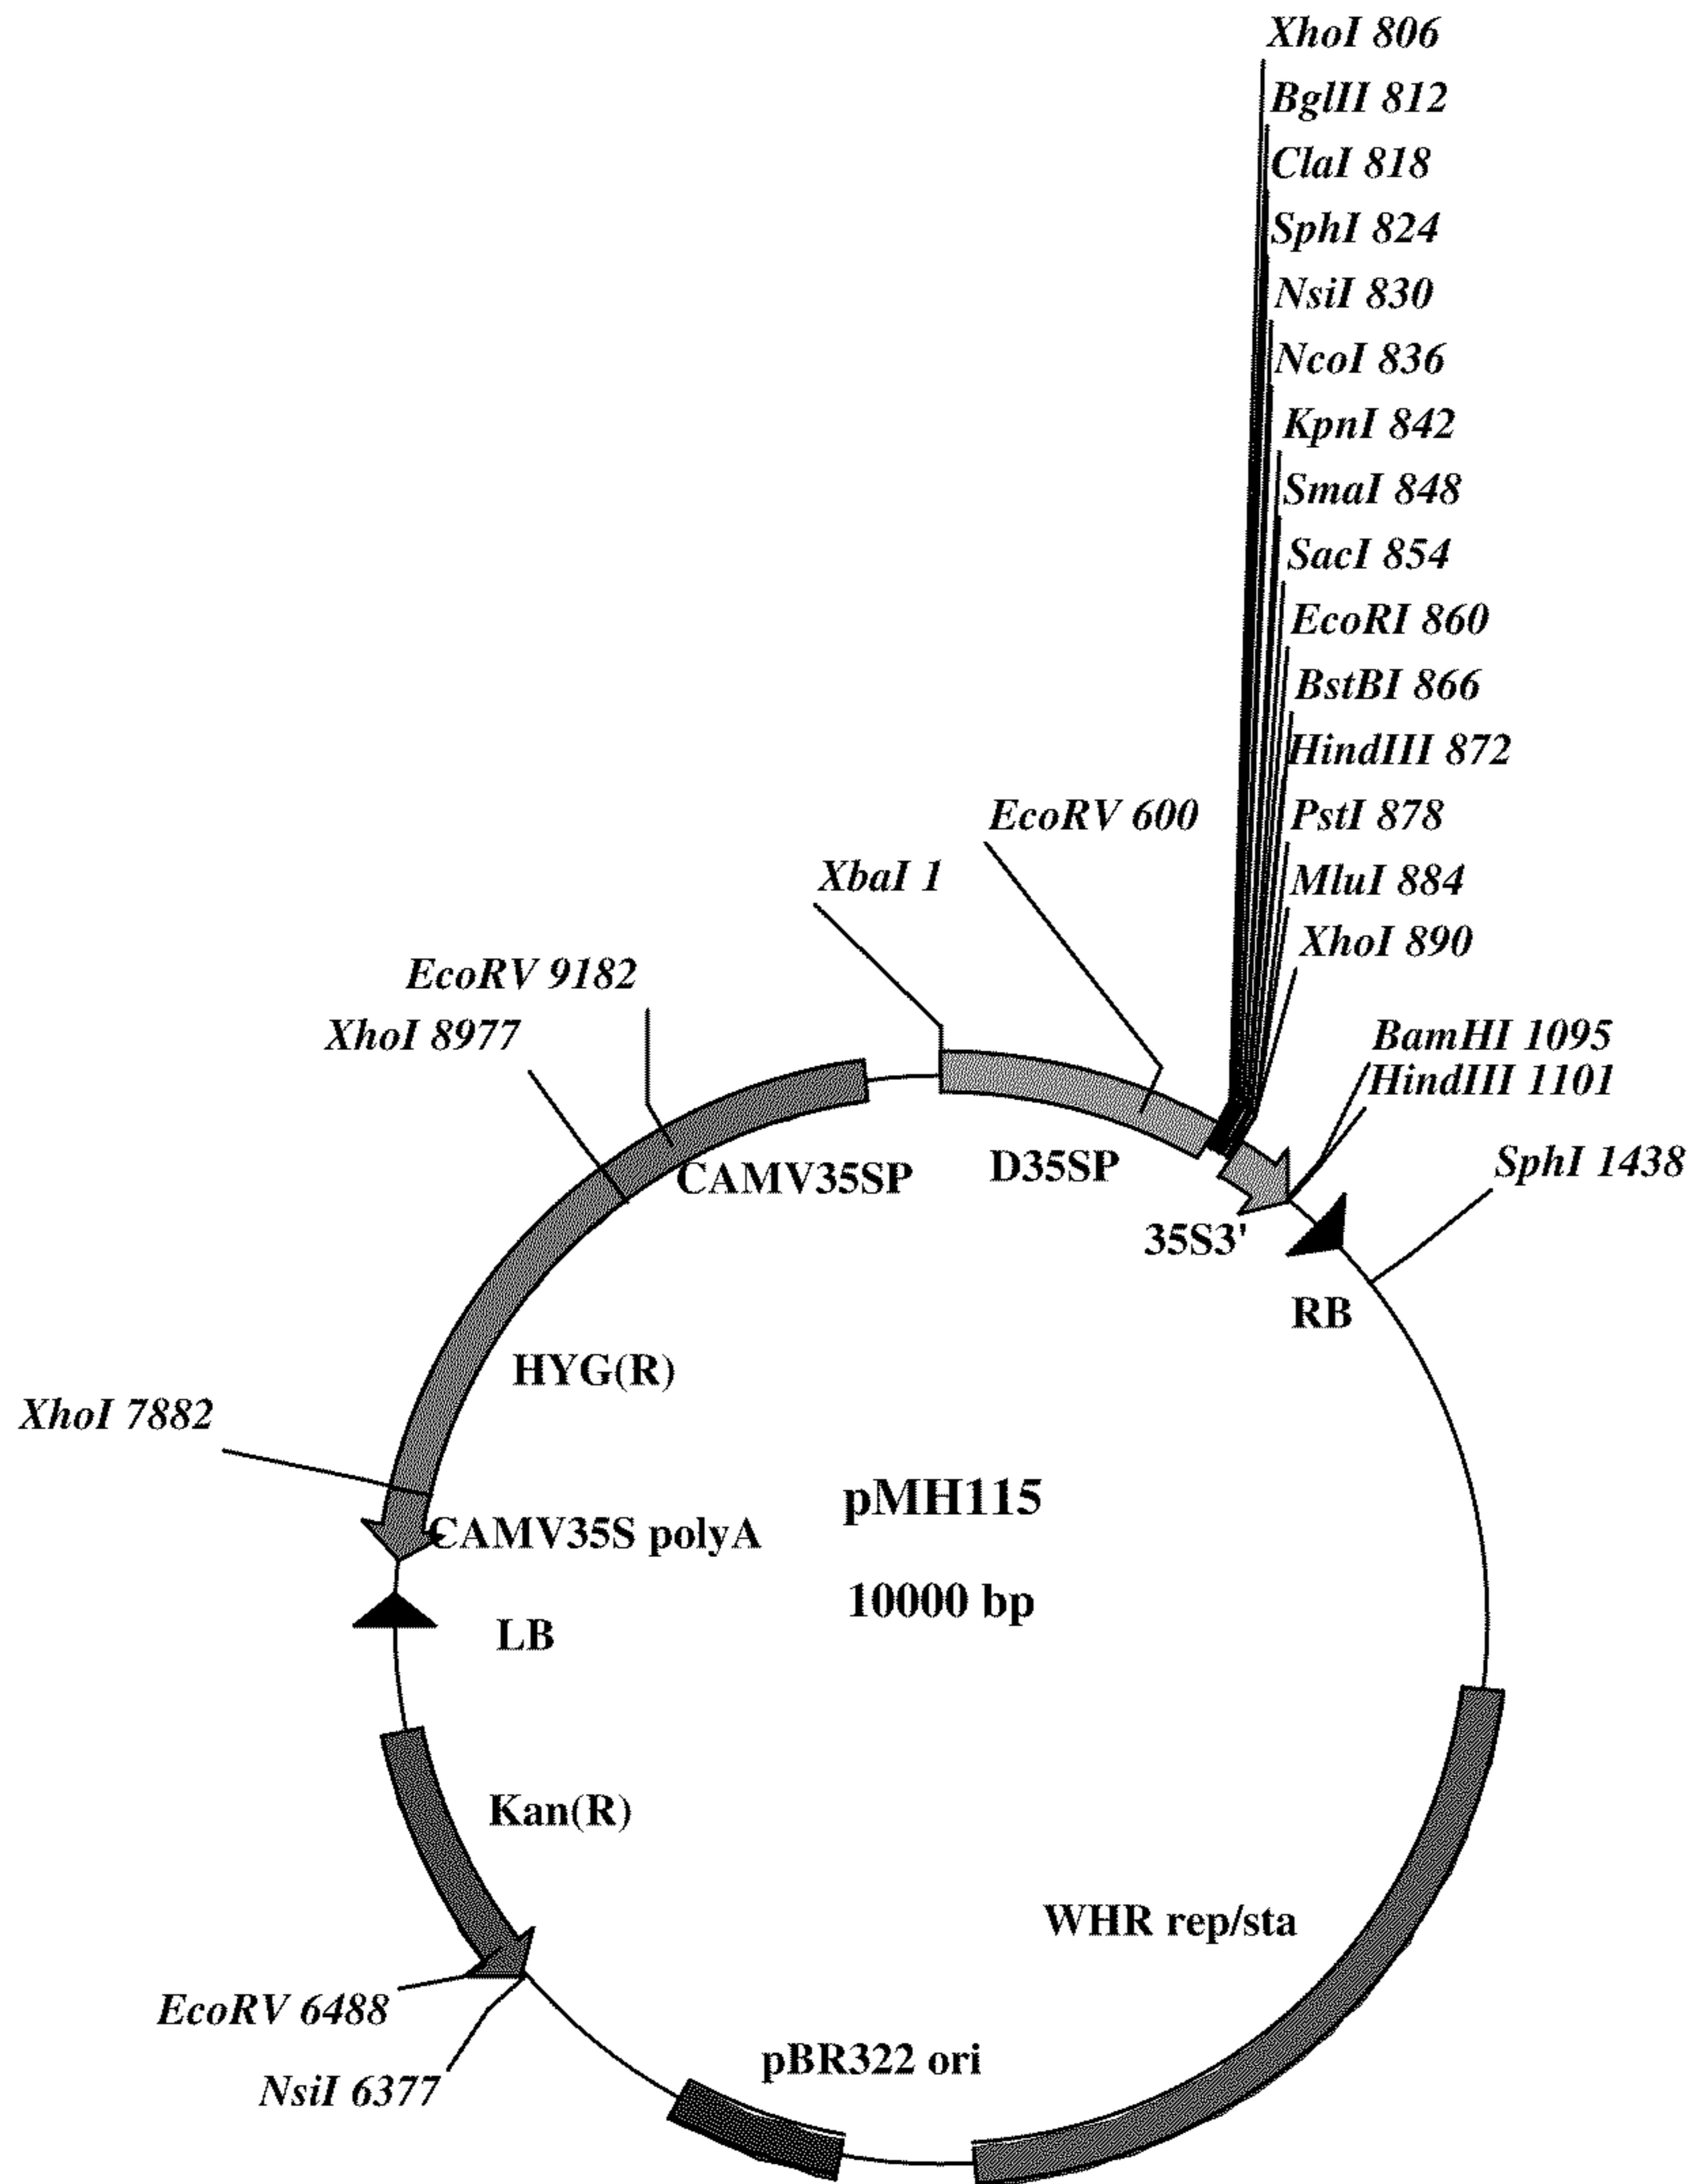 XhoI 806
BglII 812
ClaI 818
SphI 824
NsiI 830
NcoI 836
KpnI 842
SmaI 848
SacI 854
EcoRI 860
BstBI 866
HindIII 872
PstI 878
MluI 884
XhoI 890
EcoRV 600
XbaI 1
EcoRV 9182
XhoI 8977
BamHI 1095
HindIII 1101
SphI 1438
CAMV35SP
D35SP
35S3'
RB
HYG(R)
XhoI 7882
CAMV35S polyA
pMH115
10000 bp
LB
Kan(R)
WHR rep/sta
EcoRV 6488
NsiI 6377
pBR322 ori